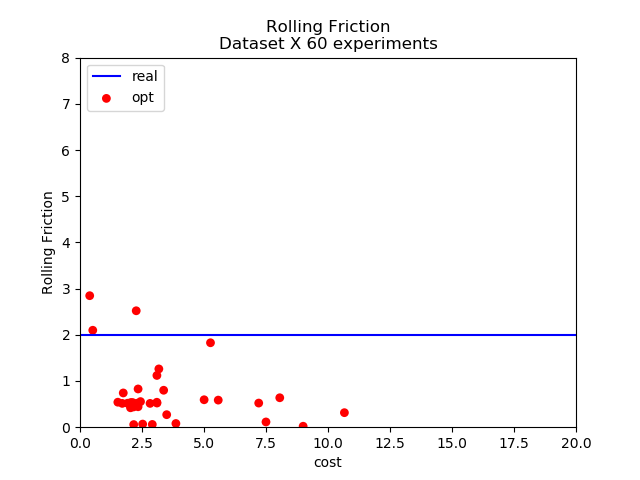 Rolling Friction
Dataset X 60 experiments
real
opt
8
7
6
5
4
3
2
1
0
Rolling Friction
0.0 2.5 5.0 7.5 10.0 12.5 15.0 17.5 20.0
cost